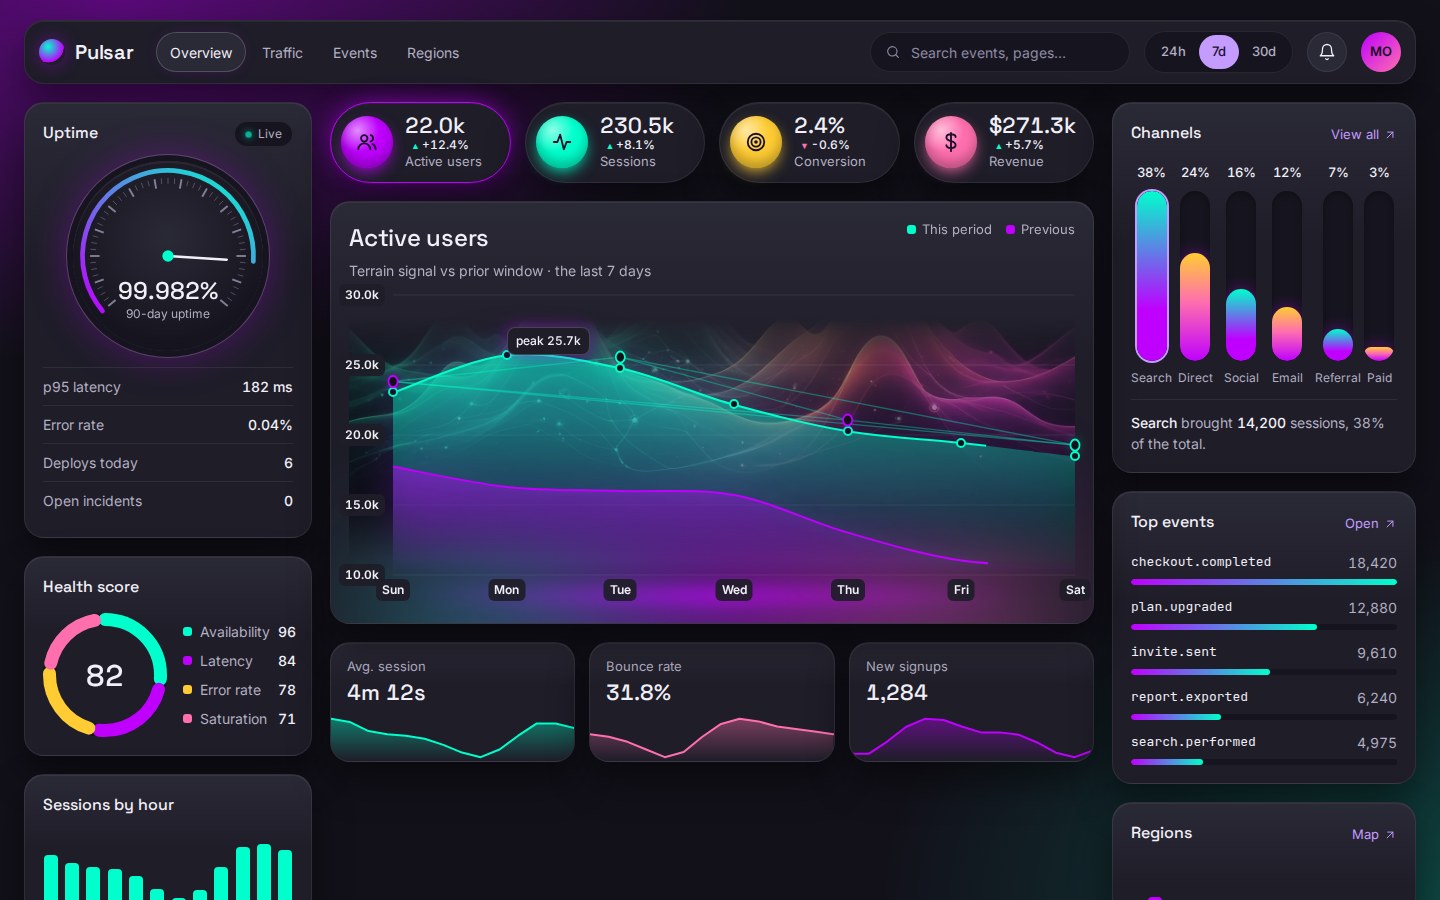 Pulsar
Overview
Traffic
Events
Regions
Search events, pages...
24h
7d
30d
MO
Uptime
Live
99.982%
90-day uptime
p95 latency 182 ms
Error rate 0.04%
Deploys today 6
Open incidents 0
Health score
82
Availability 96
Latency 84
Error rate 78
Saturation 71
Sessions by hour
22.0k
▲ +12.4%
Active users
230.5k
▲ +8.1%
Sessions
2.4%
▼ -0.6%
Conversion
$271.3k
▲ +5.7%
Revenue
Active users
This period
Previous
Terrain signal vs prior window · the last 7 days
30.0k
peak 25.7k
25.0k
20.0k
15.0k
10.0k
Sun Mon Tue Wed Thu Fri Sat
Avg. session
4m 12s
Bounce rate
31.8%
New signups
1,284
Channels
View all
38% 24% 16% 12% 7% 3%
Search Direct Social Email Referral Paid
Search brought 14,200 sessions, 38%
of the total.
Top events
Open
checkout.completed 18,420
plan.upgraded 12,880
invite.sent 9,610
report.exported 6,240
search.performed 4,975
Regions
Map